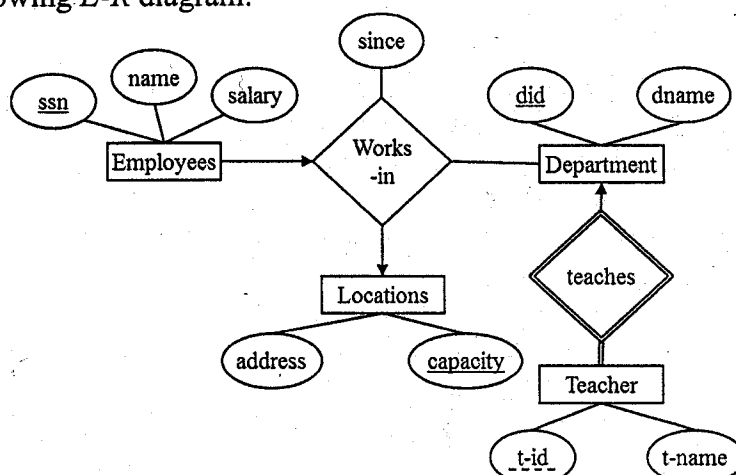 owing E-R diagram:
since
name
ssn
salary
did
dname
Works
-in
Employees
Department
teaches
Locations
address
capacity
Teacher
t-id
t-name